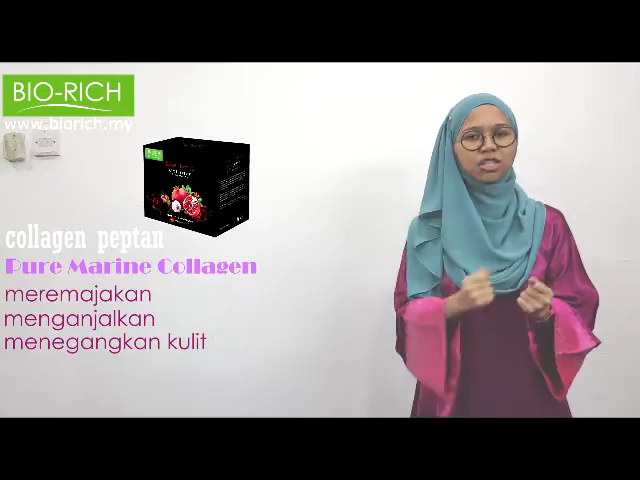 BIO-RICH
www.biorich.my
collagen peptan
Pure Marine Collagen
meremajakan
menganjalkan
menegangkan kulit